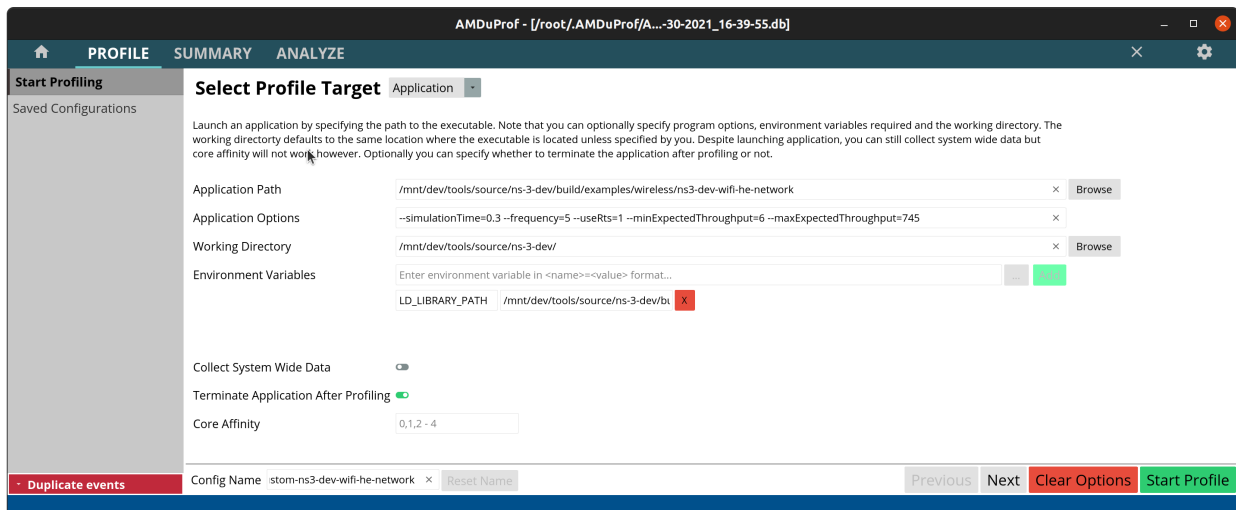 AMDuProf - [/root/.AMDuProf/A...-30-2021_16-39-55.db]
PROFILE SUMMARY ANALYZE
Start Profiling
Saved Configurations
Select Profile Target Application
Launch an application by specifying the path to the executable. Note that you can optionally specify program options, environment variables required and the working directory. The
working directorty defaults to the same location where the executable is located unless specified by you. Despite launching application, you can still collect system wide data but
core affinity will not work however. Optionally you can specify whether to terminate the application after profiling or not.
Application Path /mnt/dev/tools/source/ns-3-dev/build/examples/wireless/ns3-dev-wifi-he-network × Browse
Application Options --simulationTime=0.3 --frequency=5 --useRts=1 --minExpectedThroughput=6 --maxExpectedThroughput=745 ×
Working Directory /mnt/dev/tools/source/ns-3-dev/ × Browse
Environment Variables Enter environment variable in <name>=<value> format... ... Add
LD_LIBRARY_PATH /mnt/dev/tools/source/ns-3-dev/bu X
Collect System Wide Data
Terminate Application After Profiling
Core Affinity 0,1,2 - 4
Duplicate events
Config Name stom-ns3-dev-wifi-he-network × Reset Name Previous Next Clear Options Start Profile